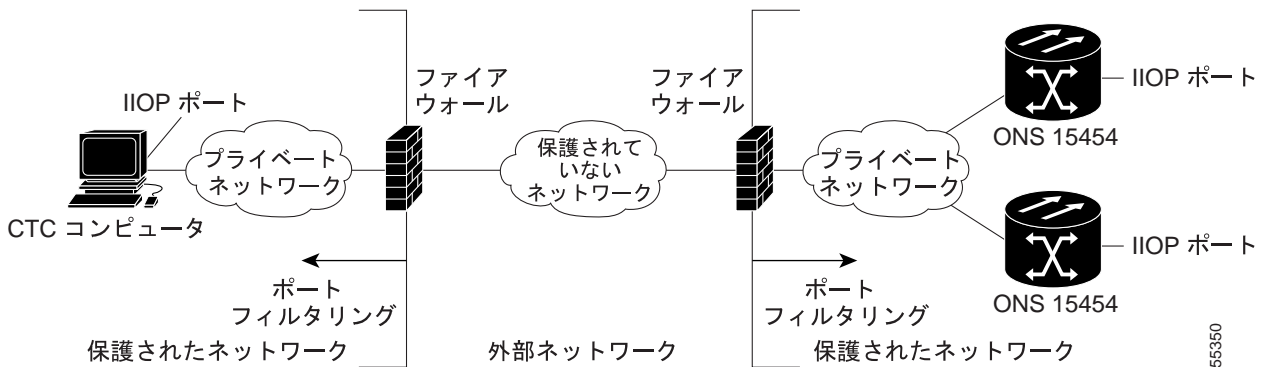 IIOP ポート
CTC コンピュータ
プライベート
ネットワーク
ファイア
ウォール
保護されて
いない
ネットワーク
ファイア
ウォール
プライベート
ネットワーク
IIOP ポート
ONS 15454
IIOP ポート
ONS 15454
ポート
フィルタリング
ポート
フィルタリング
保護されたネットワーク
外部ネットワーク
保護されたネットワーク
55350